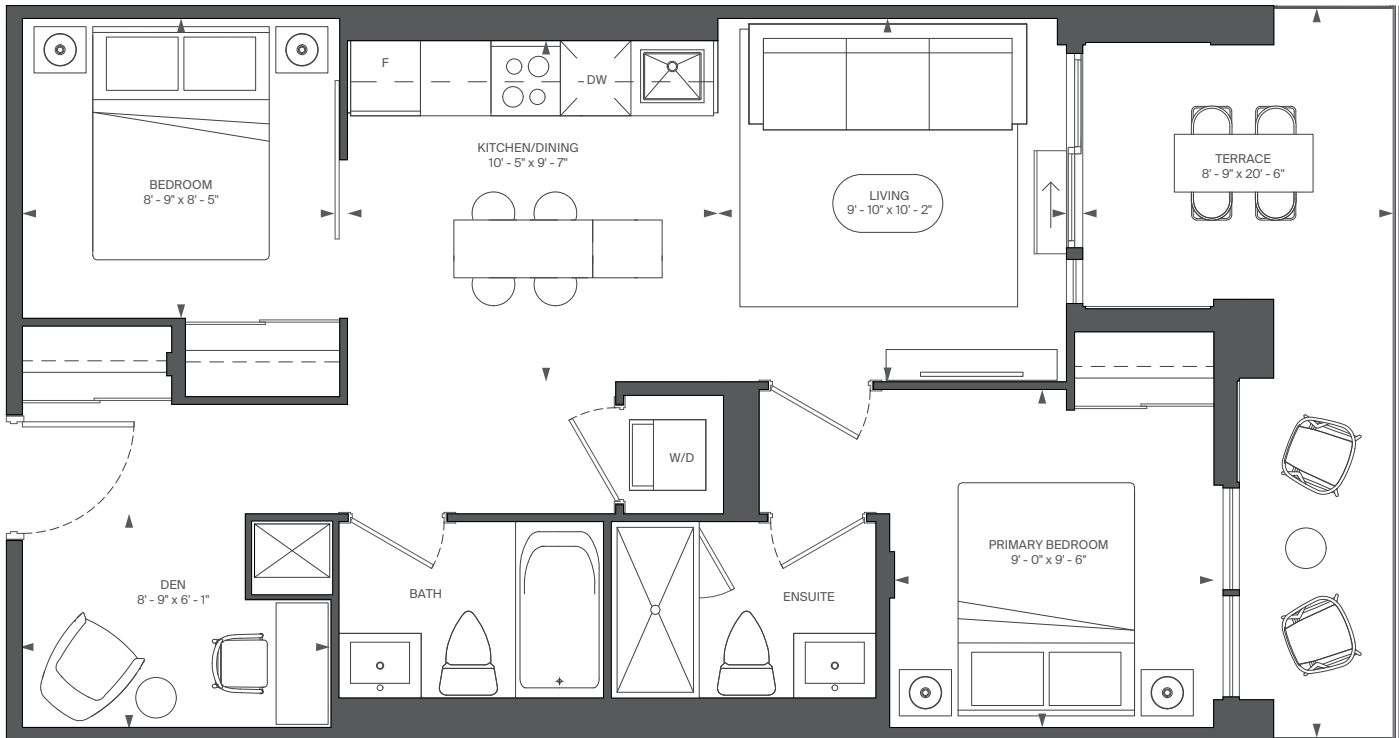 F
DW
KITCHEN/DINING
10' - 5" x 9' - 7"
BEDROOM
8' - 9" x 8' - 5"
LIVING
9' - 10" x 10' - 2"
TERRACE
8' - 9" x 20' - 6"
W/D
DEN
8' - 9" x 6' - 1"
BATH
ENSUITE
PRIMARY BEDROOM
9' - 0" x 9' - 6"